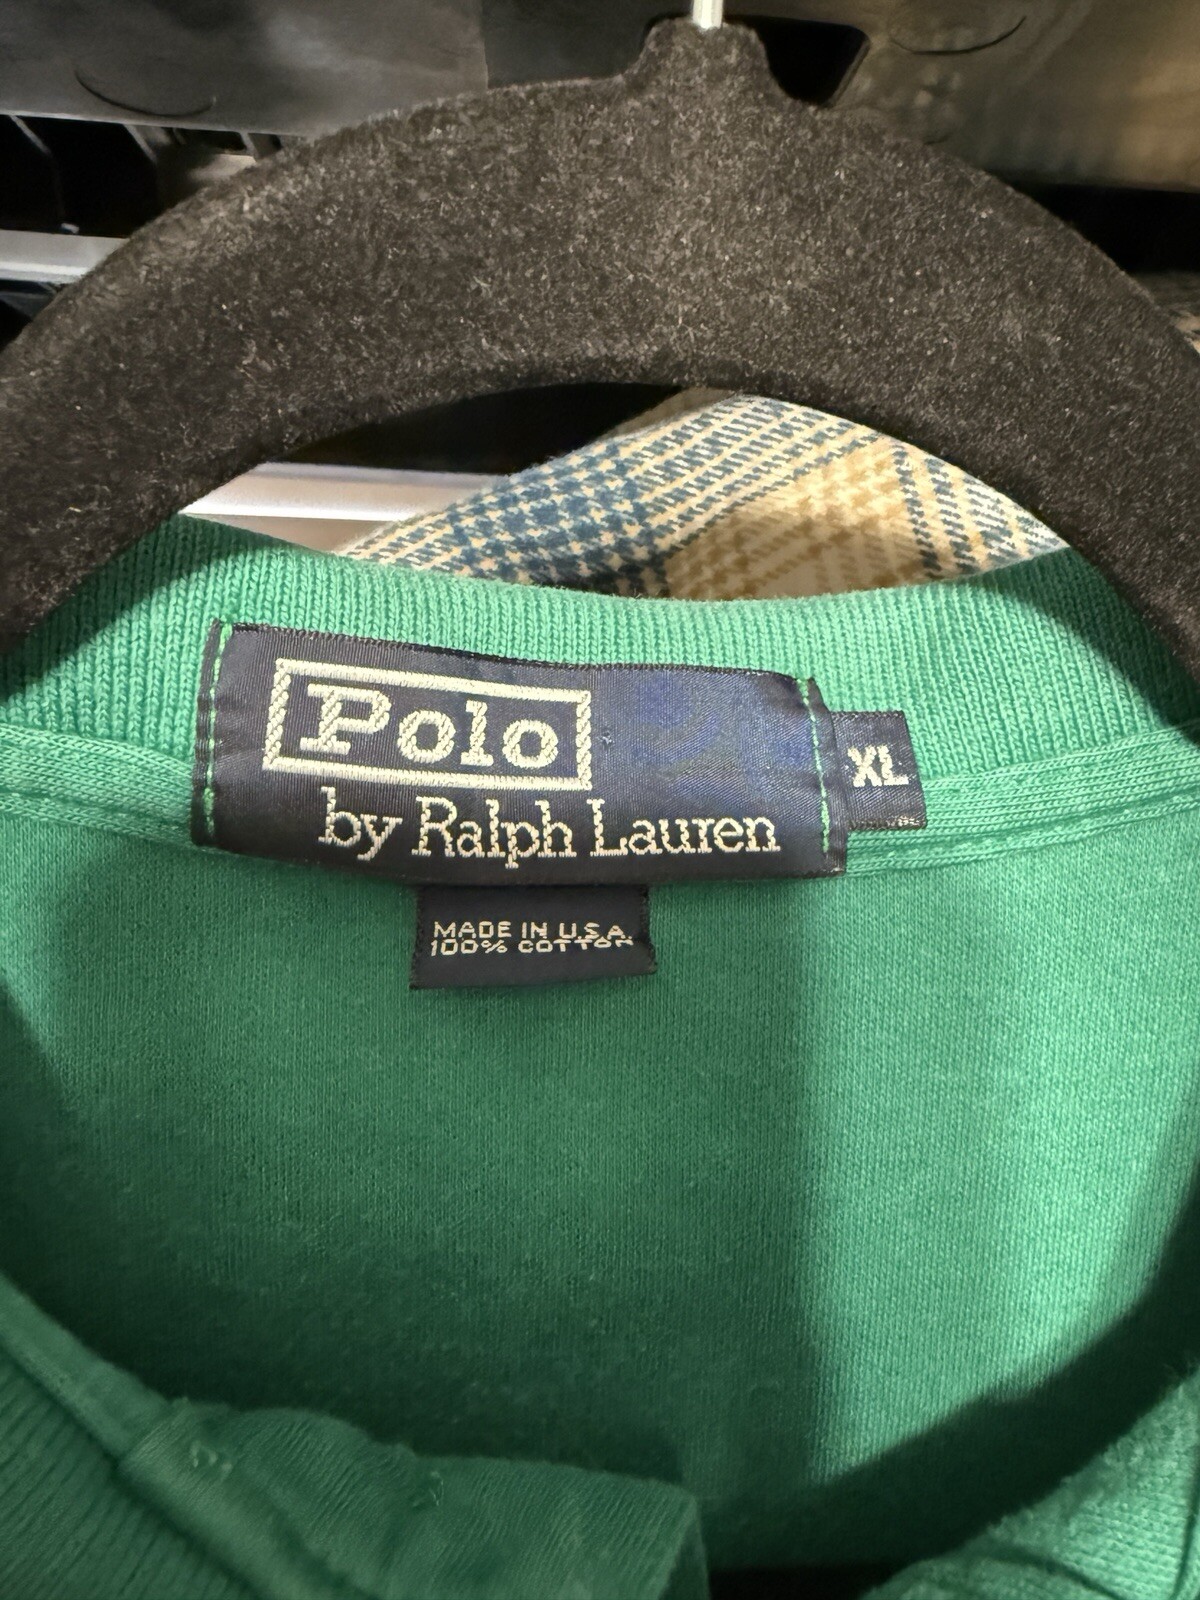 Polo
by Ralph Lauren
XL
MADE IN U.S.A.
100% COTTON